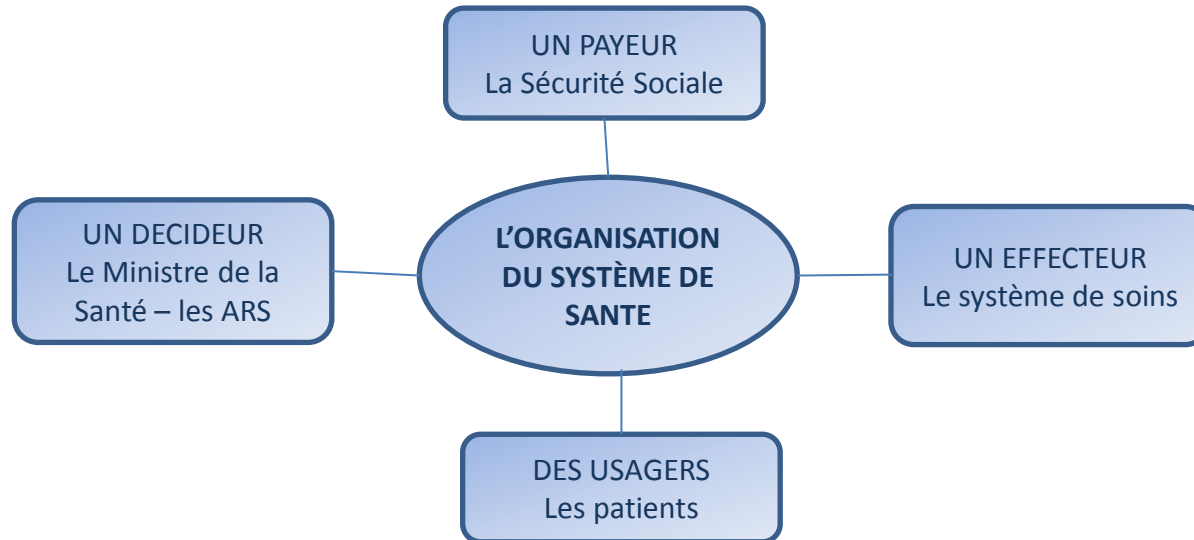 UN PAYEUR
La Sécurité Sociale
UN DECIDEUR
Le Ministre de la
Santé – les ARS
L'ORGANISATION
DU SYSTÈME DE
SANTE
UN EFFECTEUR
Le système de soins
DES USAGERS
Les patients